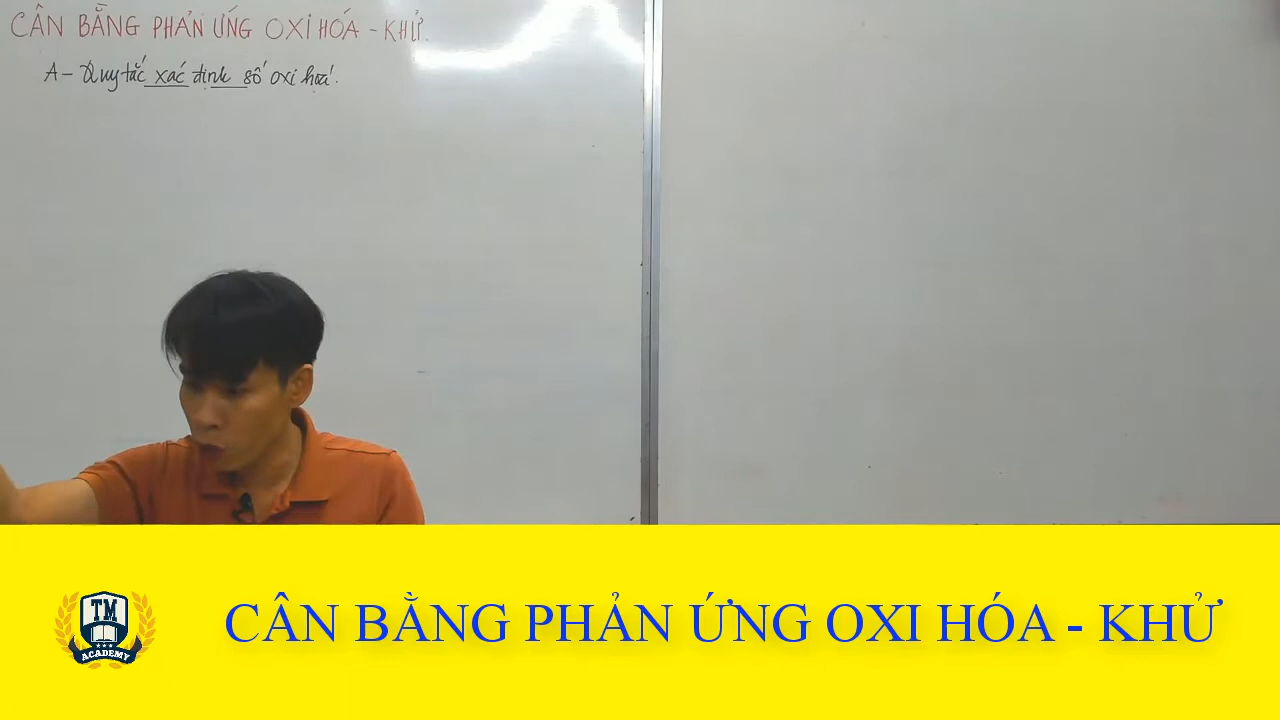 CÂN BẰNG PHẢN ỨNG OXI HÓA - KHỬ.
A - Quy tắc xác định số oxi hoá.
TM
ACADEMY
CÂN BẰNG PHẢN ỨNG OXI HÓA - KHỬ